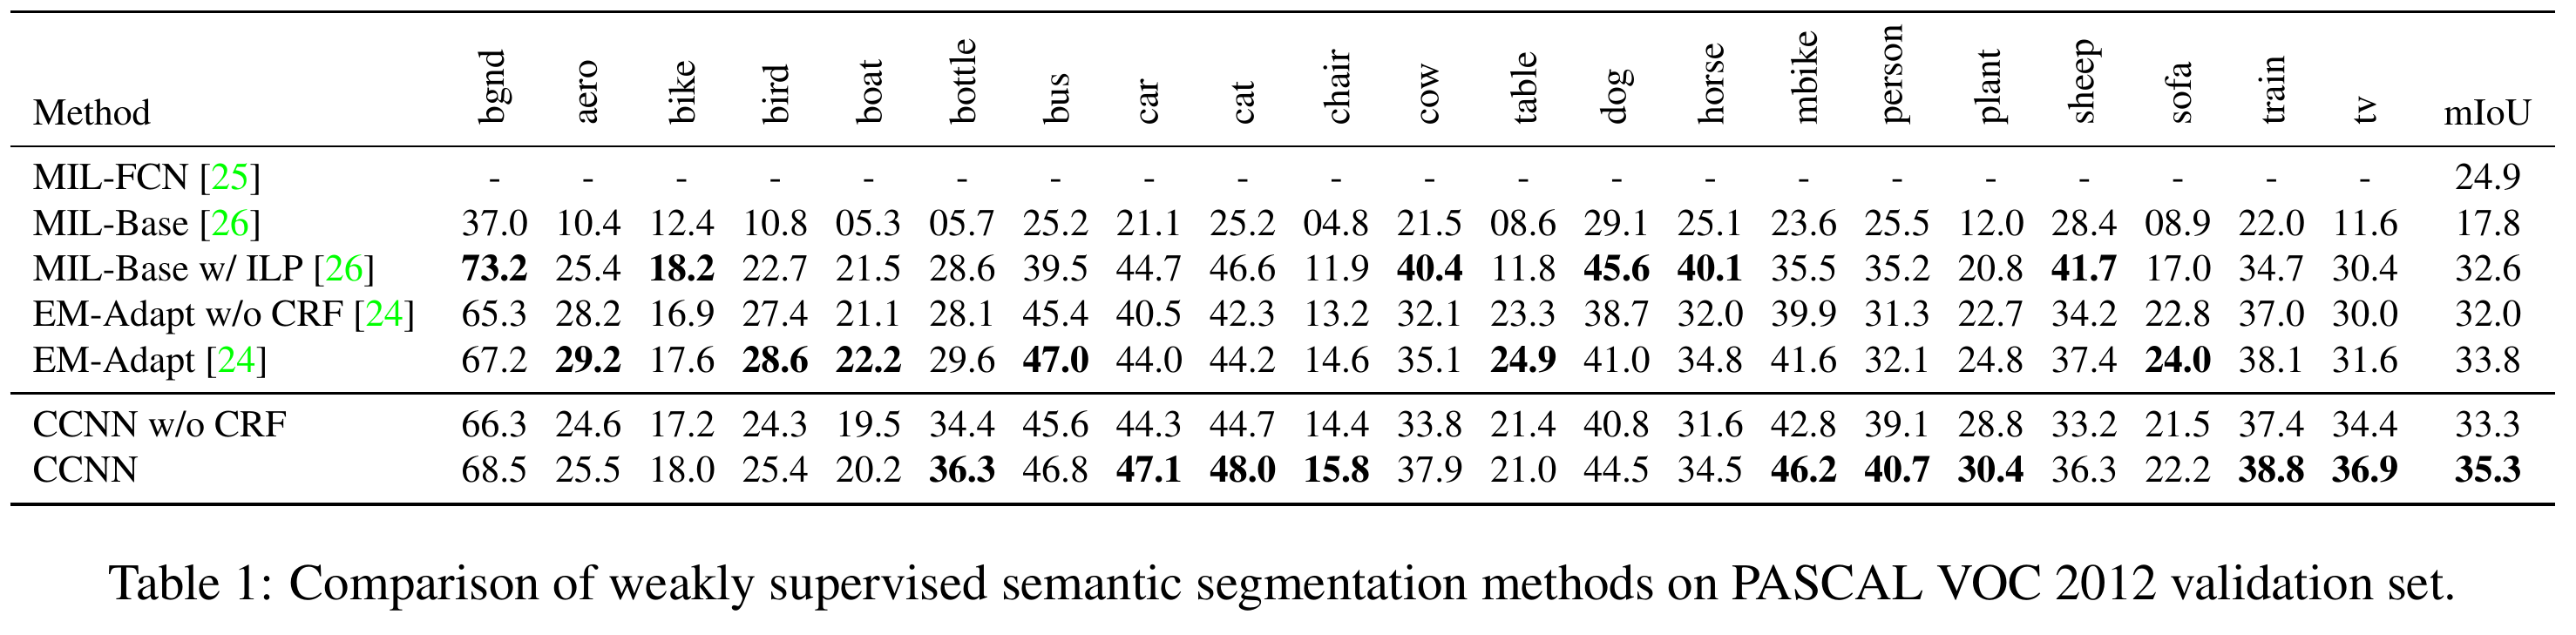 Method bgnd aero bike bird boat bottle bus car cat chair cow table dog horse mbike person plant sheep sofa train tv mIoU
MIL-FCN [25] - - - - - - - - - - - - - - - - - - - - - 24.9
MIL-Base [26] 37.0 10.4 12.4 10.8 05.3 05.7 25.2 21.1 25.2 04.8 21.5 08.6 29.1 25.1 23.6 25.5 12.0 28.4 08.9 22.0 11.6 17.8
MIL-Base w/ ILP [26] 73.2 25.4 18.2 22.7 21.5 28.6 39.5 44.7 46.6 11.9 40.4 11.8 45.6 40.1 35.5 35.2 20.8 41.7 17.0 34.7 30.4 32.6
EM-Adapt w/o CRF [24] 65.3 28.2 16.9 27.4 21.1 28.1 45.4 40.5 42.3 13.2 32.1 23.3 38.7 32.0 39.9 31.3 22.7 34.2 22.8 37.0 30.0 32.0
EM-Adapt [24] 67.2 29.2 17.6 28.6 22.2 29.6 47.0 44.0 44.2 14.6 35.1 24.9 41.0 34.8 41.6 32.1 24.8 37.4 24.0 38.1 31.6 33.8
CCNN w/o CRF 66.3 24.6 17.2 24.3 19.5 34.4 45.6 44.3 44.7 14.4 33.8 21.4 40.8 31.6 42.8 39.1 28.8 33.2 21.5 37.4 34.4 33.3
CCNN 68.5 25.5 18.0 25.4 20.2 36.3 46.8 47.1 48.0 15.8 37.9 21.0 44.5 34.5 46.2 40.7 30.4 36.3 22.2 38.8 36.9 35.3
Table 1: Comparison of weakly supervised semantic segmentation methods on PASCAL VOC 2012 validation set.